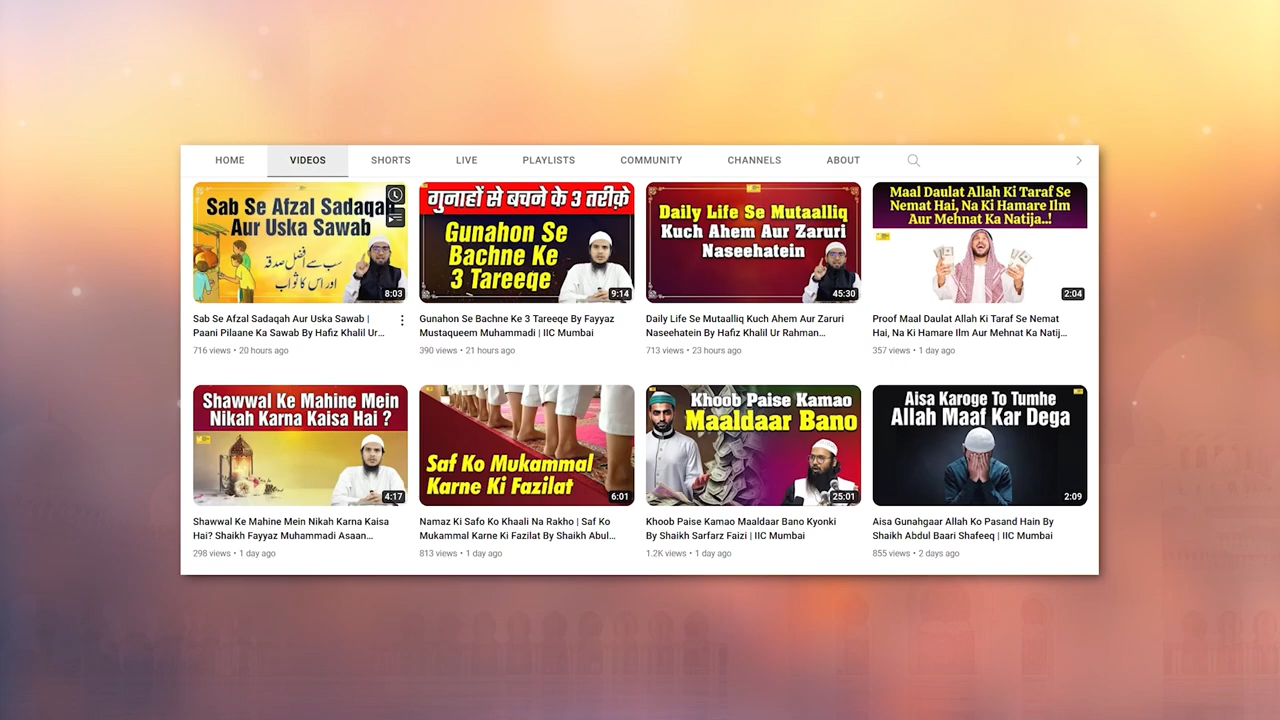 HOME VIDEOS SHORTS LIVE PLAYLISTS COMMUNITY CHANNELS ABOUT
Sab Se Afzal Sadaqah
Aur Uska Sawab
سب سے افضل صدقہ
اور اس کا ثواب
8:03
Sab Se Afzal Sadaqah Aur Uska Sawab |
Paani Pilaane Ka Sawab By Hafiz Khalil Ur...
716 views • 20 hours ago
गुनाहों से बचने के 3 तरीक़े
Gunahon Se
Bachne Ke
3 Tareeqe
9:14
Gunahon Se Bachne Ke 3 Tareeqe By Fayyaz
Mustaqueem Muhammadi | IIC Mumbai
390 views • 21 hours ago
Daily Life Se Mutaalliq
Kuch Ahem Aur Zaruri
Naseehatein
45:30
Daily Life Se Mutaalliq Kuch Ahem Aur Zaruri
Naseehatein By Hafiz Khalil Ur Rahman...
713 views • 23 hours ago
Maal Daulat Allah Ki Taraf Se
Nemat Hai, Na Ki Hamare Ilm
Aur Mehnat Ka Natija..!
2:04
Proof Maal Daulat Allah Ki Taraf Se Nemat
Hai, Na Ki Hamare Ilm Aur Mehnat Ka Natij...
357 views • 1 day ago
Shawwal Ke Mahine Mein
Nikah Karna Kaisa Hai ?
4:17
Shawwal Ke Mahine Mein Nikah Karna Kaisa
Hai? Shaikh Fayyaz Muhammadi Asaan...
298 views • 1 day ago
Saf Ko Mukammal
Karne Ki Fazilat
6:01
Namaz Ki Safo Ko Khaali Na Rakho | Saf Ko
Mukammal Karne Ki Fazilat By Shaikh Abul...
813 views • 1 day ago
Khoob Paise Kamao
Maaldaar Bano
25:01
Khoob Paise Kamao Maaldaar Bano Kyonki
By Shaikh Sarfarz Faizi | IIC Mumbai
1.2K views • 1 day ago
Aisa Karoge To Tumhe
Allah Maaf Kar Dega
2:09
Aisa Gunahgaar Allah Ko Pasand Hain By
Shaikh Abdul Baari Shafeeq | IIC Mumbai
855 views • 2 days ago